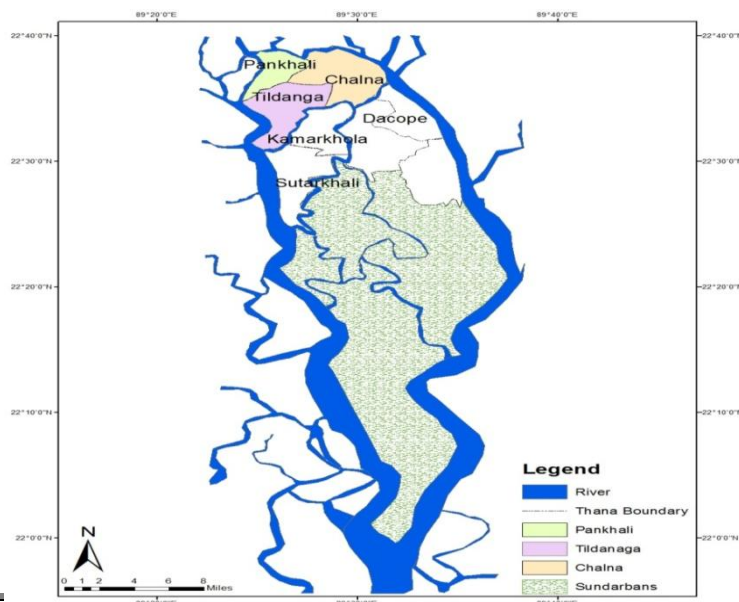 89°20'0"E
89°30'0"E
89°40'0"E
22°40'0"N
22°40'0"N
Pankhali
Chalna
Tildanga
Dacope
Kamarkhola
22°30'0"N
22°30'0"N
Sutarkhali
22°20'0"N
22°20'0"N
22°10'0"N
22°10'0"N
Legend
River
Thana Boundary
Pankhali
Tildanaga
Chalna
Sundarbans
22°0'0"N
22°0'0"N
N
0 1 2 4 6 8
Miles